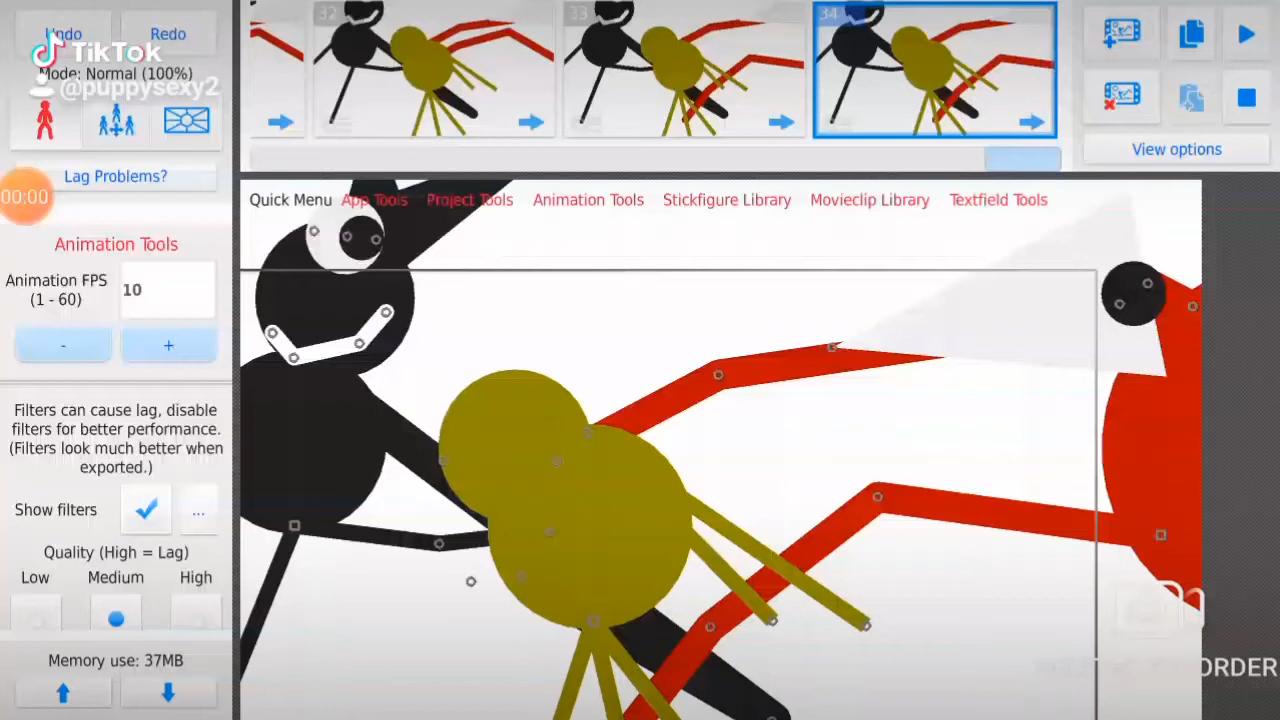 Undo
Redo
TikTok
Mode: Normal (100%)
@puppysexy2
Lag Problems?
00:00
Animation Tools
Animation FPS
(1 - 60)
10
-
+
Filters can cause lag, disable
filters for better performance.
(Filters look much better when
exported.)
Show filters
...
Quality (High = Lag)
Low
Medium
High
Memory use: 37MB
32
33
34
View options
Quick Menu
App Tools
Project Tools
Animation Tools
Stickfigure Library
Movieclip Library
Textfield Tools
ORDER